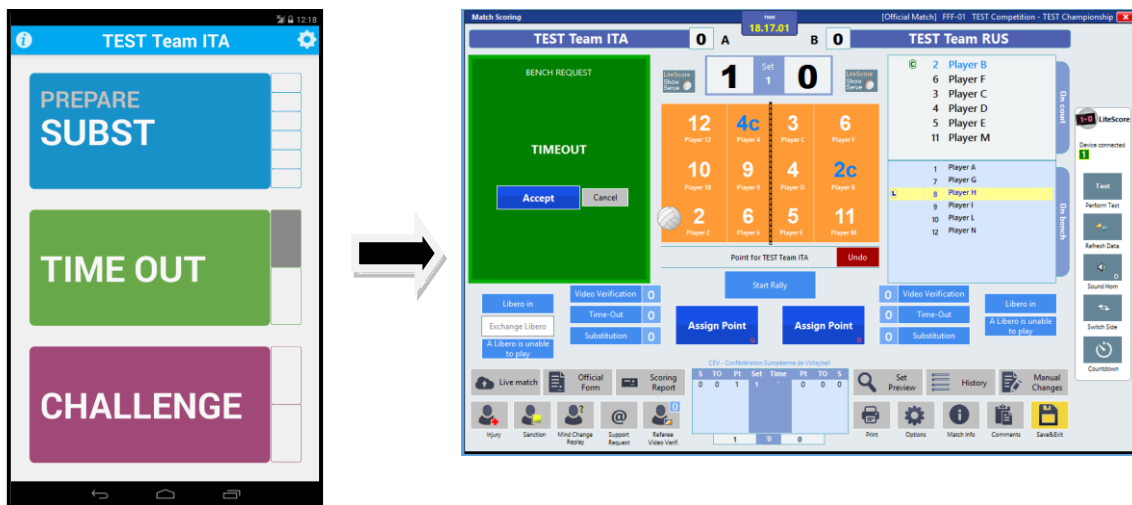 12:18
TEST Team ITA
PREPARE
SUBST
TIME OUT
CHALLENGE
Match Scoring
TIME
18.17.01
[Official Match] FFF-01 TEST Competition - TEST Championship
TEST Team ITA
0 A
B 0
TEST Team RUS
BENCH REQUEST
TIMEOUT
Accept
Cancel
LiteScore
Show
Serve
1
Set
1
0
LiteScore
Show
Serve
12
Player 12
4c
Player 4
3
Player C
6
Player F
10
Player 10
9
Player 9
4
Player D
2c
Player B
2
Player 2
6
Player 6
5
Player E
11
Player M
Point for TEST Team ITA
Undo
Start Rally
C 2 Player B
6 Player F
3 Player C
4 Player D
5 Player E
11 Player M
On court
1 Player A
7 Player G
L 8 Player H
9 Player I
10 Player L
12 Player N
On bench
1-0 LiteScore
Device connected
1
Test
Perform Test
Refresh Data
Sound Horn
Switch Side
Countdown
Libero in
Exchange Libero
A Libero is unable
to play
Video Verification 0
Time-Out 0
Substitution 0
Assign Point
Q
Assign Point
0 Video Verification
0 Time-Out
0 Substitution
Libero in
A Libero is unable
to play
CEV - Confédération Européenne de Volleyball
S TO Pt Set Time Pt TO S
0 0 1 1 0 0 0
1 '0 0
Live match
Official
Form
Scoring
Report
Set
Preview
History
Manual
Changes
Injury
Sanction
Mind Change
Replay
@
Support
Request
0
Referee
Video Verif.
Print
Options
Match Info
Comments
Save&Exit